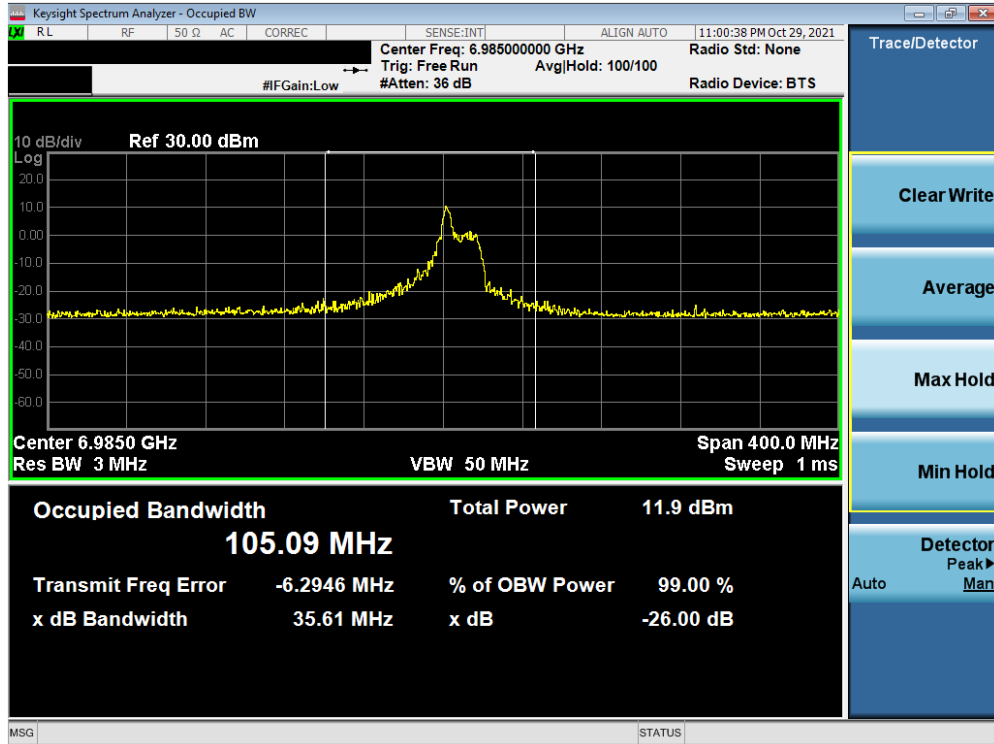 Keysight Spectrum Analyzer - Occupied BW
LXI RL RF 50 Ω AC CORREC SENSE:INT ALIGN AUTO 11:00:38 PM Oct 29, 2021
Center Freq: 6.985000000 GHz Radio Std: None
Trig: Free Run Avg|Hold: 100/100
#IFGain:Low #Atten: 36 dB Radio Device: BTS
10 dB/div Ref 30.00 dBm
Log
20.0
10.0
0.00
-10.0
-20.0
-30.0
-40.0
-50.0
-60.0
Center 6.9850 GHz Span 400.0 MHz
Res BW 3 MHz VBW 50 MHz Sweep 1 ms
Occupied Bandwidth Total Power 11.9 dBm
105.09 MHz
Transmit Freq Error -6.2946 MHz % of OBW Power 99.00 %
x dB Bandwidth 35.61 MHz x dB -26.00 dB
MSG STATUS
Trace/Detector
Clear Write
Average
Max Hold
Min Hold
Detector
Peak▶
Auto Man